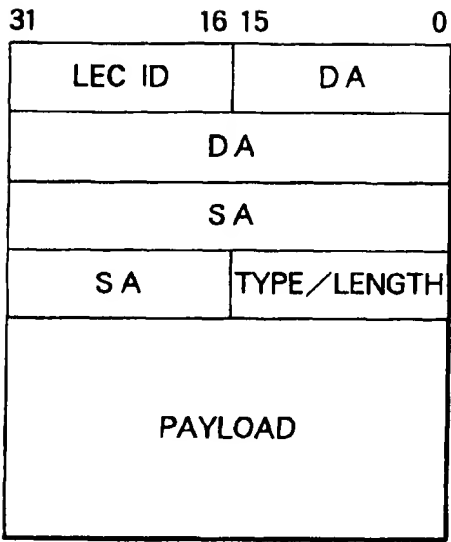 31 16 15 0
LEC ID DA
DA
SA
SA TYPE/LENGTH
PAYLOAD